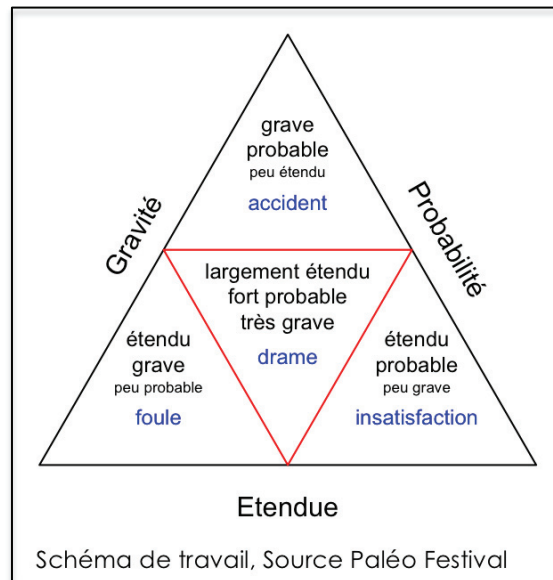 grave
probable
peu étendu
accident
Gravité
Probabilité
largement étendu
fort probable
très grave
drame
étendu
grave
peu probable
foule
étendu
probable
peu grave
insatisfaction
Etendue
Schéma de travail, Source Paléo Festival